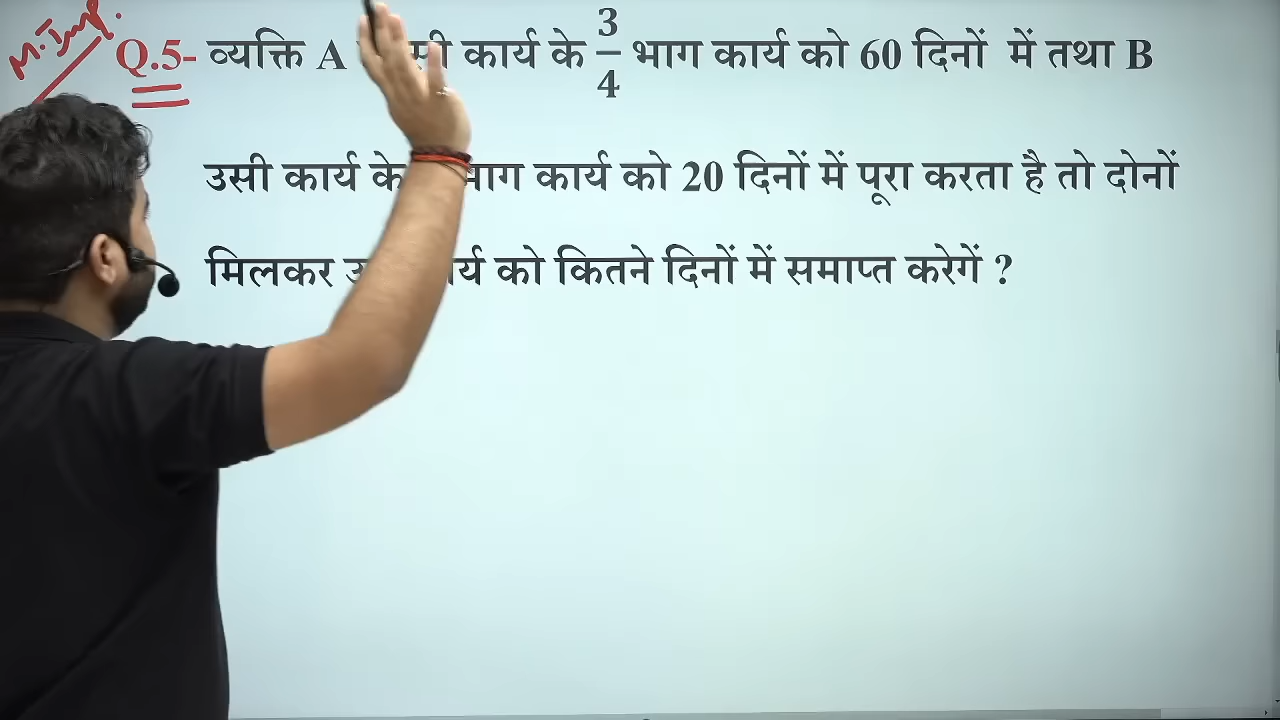 M.Imp.
Q.5- व्यक्ति A कार्य के 3/4 भाग कार्य को 60 दिनों में तथा B
उसी कार्य के भाग कार्य को 20 दिनों में पूरा करता है तो दोनों
मिलकर को कितने दिनों में समाप्त करेगें ?